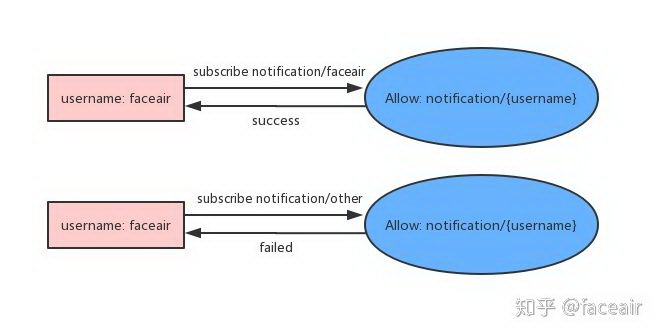 subscribe notification/faceair
username: faceair
Allow: notification/{username}
success
subscribe notification/other
username: faceair
Allow: notification/{username}
failed
知乎 @faceair